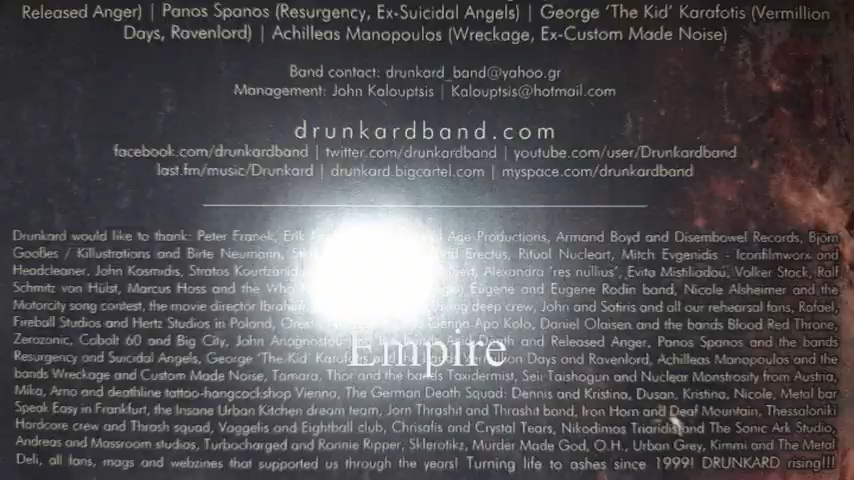 Released Anger) | Panos Spanos (Resurgency, Ex-Suicidal Angels) | George 'The Kid' Karafotis (Vermillion
Days, Ravenlord) | Achilleas Manopoulos (Wreckage, Ex-Custom Made Noise)
Band contact: drunkard_band@yahoo.gr
Management: John Kalouptsis | Kalouptsis@hotmail.com
drunkardband.com
facebook.com/drunkardband | twitter.com/drunkardband | youtube.com/user/Drunkardband
last.fm/music/Drunkard | drunkard.bigcartel.com | myspace.com/drunkardband
Drunkard would like to thank: Peter Franek, Age Productions, Armand Boyd and Disembowel Records, Björn
Gooßes / Killustrations and Birte Neumann, Erectus, Ritual Nucleart, Mitch Evgenidis - Iconfilmworx and
Headcleaner, John Kosmidis, Stratos Kourtzanidis, Alexandra 'res nullius', Evita Mistiliadou, Volker Stock, Ralf
Schmitz von Hülst, Marcus Hoss and the Eugene and Eugene Rodin band, Nicole Alsheimer and the
Motorcity song contest, the movie director deep crew, John and Sotiris and all our rehearsal fans, Rafael,
Fireball Studios and Hertz Studios in Poland, Apo Kolo, Daniel Olaisen and the bands Blood Red Throne,
Zerozonic, Cobalt 60 and Big City, John and Released Anger, Panos Spanos and the bands
Empire
Resurgency and Suicidal Angels, George 'The Kid' Days and Ravenlord, Achilleas Manopoulos and the
bands Wreckage and Custom Made Noise, Tamara, Thor and the bands Taxidermist, Seii Taishogun and Nuclear Monstrosity from Austria,
Mika, Arno and deathline tattoo-hangcockshop Vienna, The German Death Squad: Dennis and Kristina, Dusan, Kristina, Nicole, Metal bar
Speak Easy in Frankfurt, the Insane Urban Kitchen dream team, Jorn Thrashit and Thrashit band, Iron Horn and Deaf Mountain, Thessaloniki
Hardcore crew and Thrash squad, Vaggelis and Eightball club, Chrisalis and Crystal Tears, Nikodimos and The Sonic Ark Studio,
Andreas and Massroom studios, Turbocharged and Ronnie Ripper, Sklerotikz, Murder Made God, O.H., Urban Grey, Kimmi and The Metal
Deli, all fans, mags and webzines that supported us through the years! Turning life to ashes since 1999! DRUNKARD rising!!!